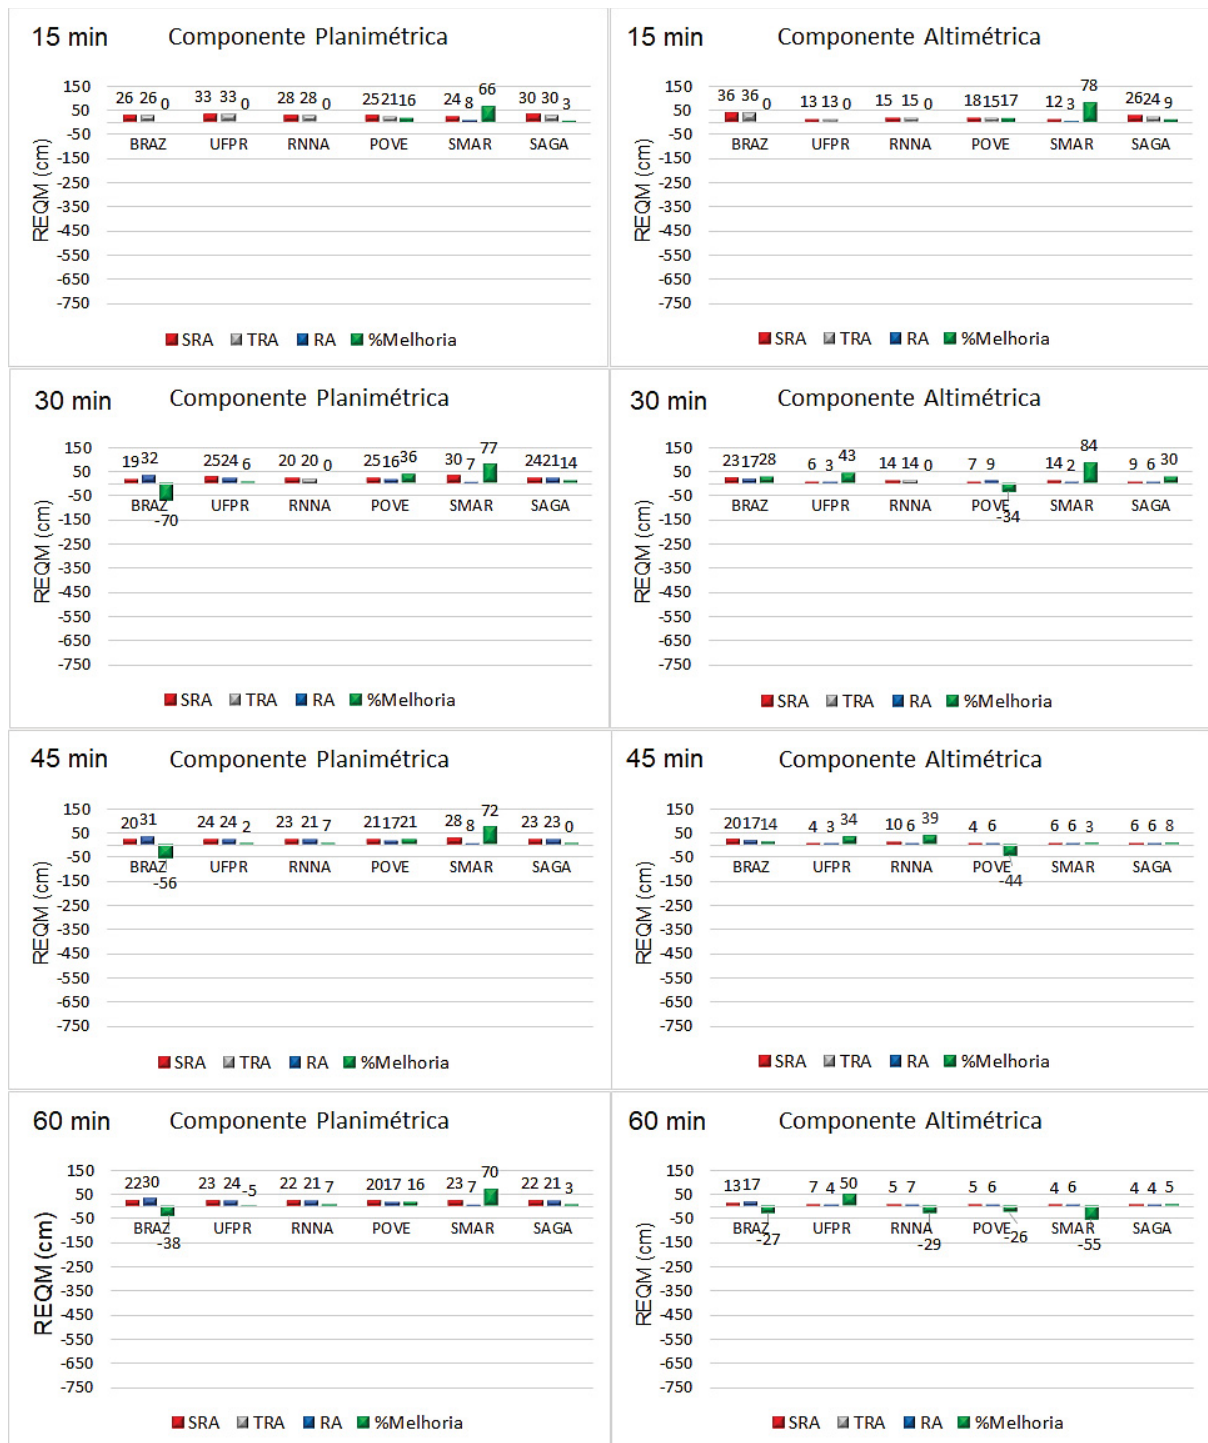 15 min Componente Planimétrica
REQM (cm)
150
50
-50
-150
-250
-350
-450
-550
-650
-750
26 26 0 33 33 0 28 28 0 25 21 16 24 8 66 30 30 3
BRAZ UFPR RNNA POVE SMAR SAGA
SRA TRA RA %Melhoria
15 min Componente Altimétrica
REQM (cm)
150
50
-50
-150
-250
-350
-450
-550
-650
-750
36 36 0 13 13 0 15 15 0 18 15 17 12 3 78 26 24 9
BRAZ UFPR RNNA POVE SMAR SAGA
SRA TRA RA %Melhoria
30 min Componente Planimétrica
REQM (cm)
150
50
-50
-150
-250
-350
-450
-550
-650
-750
19 32 -70 25 24 6 20 20 0 25 16 36 30 7 77 24 21 14
BRAZ UFPR RNNA POVE SMAR SAGA
SRA TRA RA %Melhoria
30 min Componente Altimétrica
REQM (cm)
150
50
-50
-150
-250
-350
-450
-550
-650
-750
23 17 28 6 3 43 14 14 0 7 9 -34 14 2 84 9 6 30
BRAZ UFPR RNNA POVE SMAR SAGA
SRA TRA RA %Melhoria
45 min Componente Planimétrica
REQM (cm)
150
50
-50
-150
-250
-350
-450
-550
-650
-750
20 31 -56 24 24 2 23 21 7 21 17 21 28 8 72 23 23 0
BRAZ UFPR RNNA POVE SMAR SAGA
SRA TRA RA %Melhoria
45 min Componente Altimétrica
REQM (cm)
150
50
-50
-150
-250
-350
-450
-550
-650
-750
20 17 14 4 3 34 10 6 39 4 6 -44 6 6 3 6 6 8
BRAZ UFPR RNNA POVE SMAR SAGA
SRA TRA RA %Melhoria
60 min Componente Planimétrica
REQM (cm)
150
50
-50
-150
-250
-350
-450
-550
-650
-750
22 30 -38 23 24 -5 22 21 7 20 17 16 23 7 70 22 21 3
BRAZ UFPR RNNA POVE SMAR SAGA
SRA TRA RA %Melhoria
60 min Componente Altimétrica
REQM (cm)
150
50
-50
-150
-250
-350
-450
-550
-650
-750
13 17 -27 7 4 50 5 7 -29 5 6 -26 4 6 -55 4 4 5
BRAZ UFPR RNNA POVE SMAR SAGA
SRA TRA RA %Melhoria